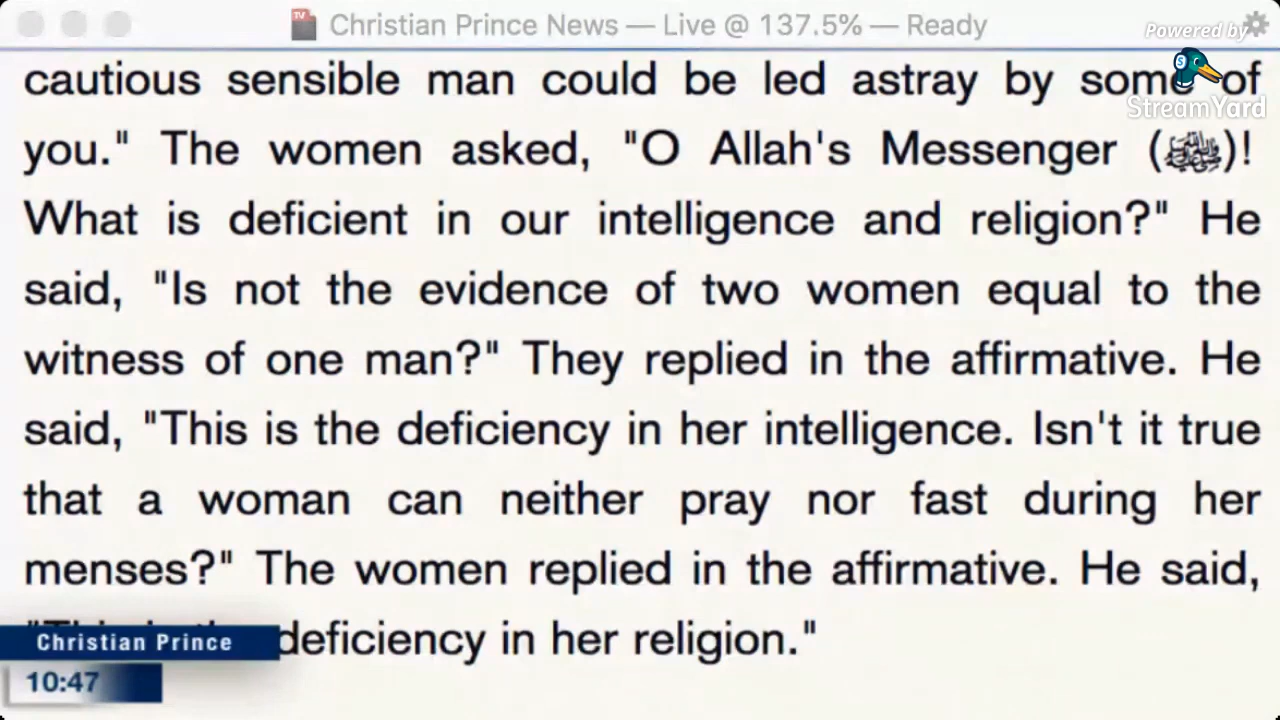 Christian Prince News — Live @ 137.5% — Ready
Powered by
StreamYard
cautious sensible man could be led astray by some of
you." The women asked, "O Allah's Messenger (ﷺ)!
What is deficient in our intelligence and religion?" He
said, "Is not the evidence of two women equal to the
witness of one man?" They replied in the affirmative. He
said, "This is the deficiency in her intelligence. Isn't it true
that a woman can neither pray nor fast during her
menses?" The women replied in the affirmative. He said,
deficiency in her religion."
Christian Prince
10:47